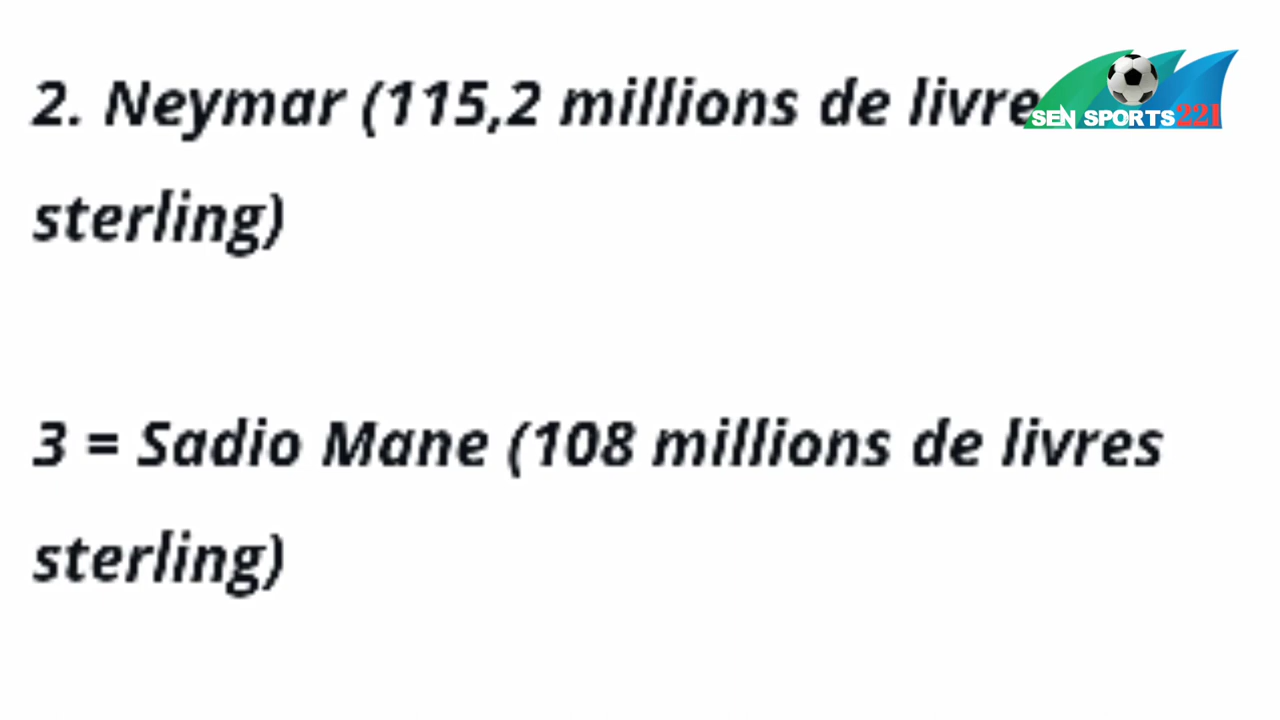 2. Neymar (115,2 millions de livre
SEN SPORTS221
sterling)
3 = Sadio Mane (108 millions de livres
sterling)